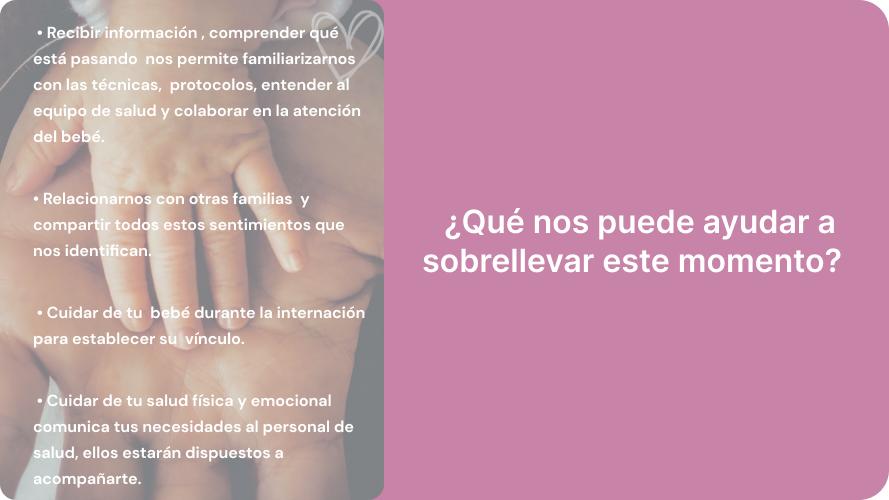 • Recibir información , comprender qué
está pasando  nos permite familiarizarnos
con las técnicas,  protocolos, entender al
equipo de salud y colaborar en la atención
del bebé.
• Relacionarnos con otras familias  y
compartir todos estos sentimientos que
nos identifican.
• Cuidar de tu  bebé durante la internación
para establecer su  vínculo.
• Cuidar de tu salud física y emocional
comunica tus necesidades al personal de
salud, ellos estarán dispuestos a
acompañarte.
¿Qué nos puede ayudar a
sobrellevar este momento?